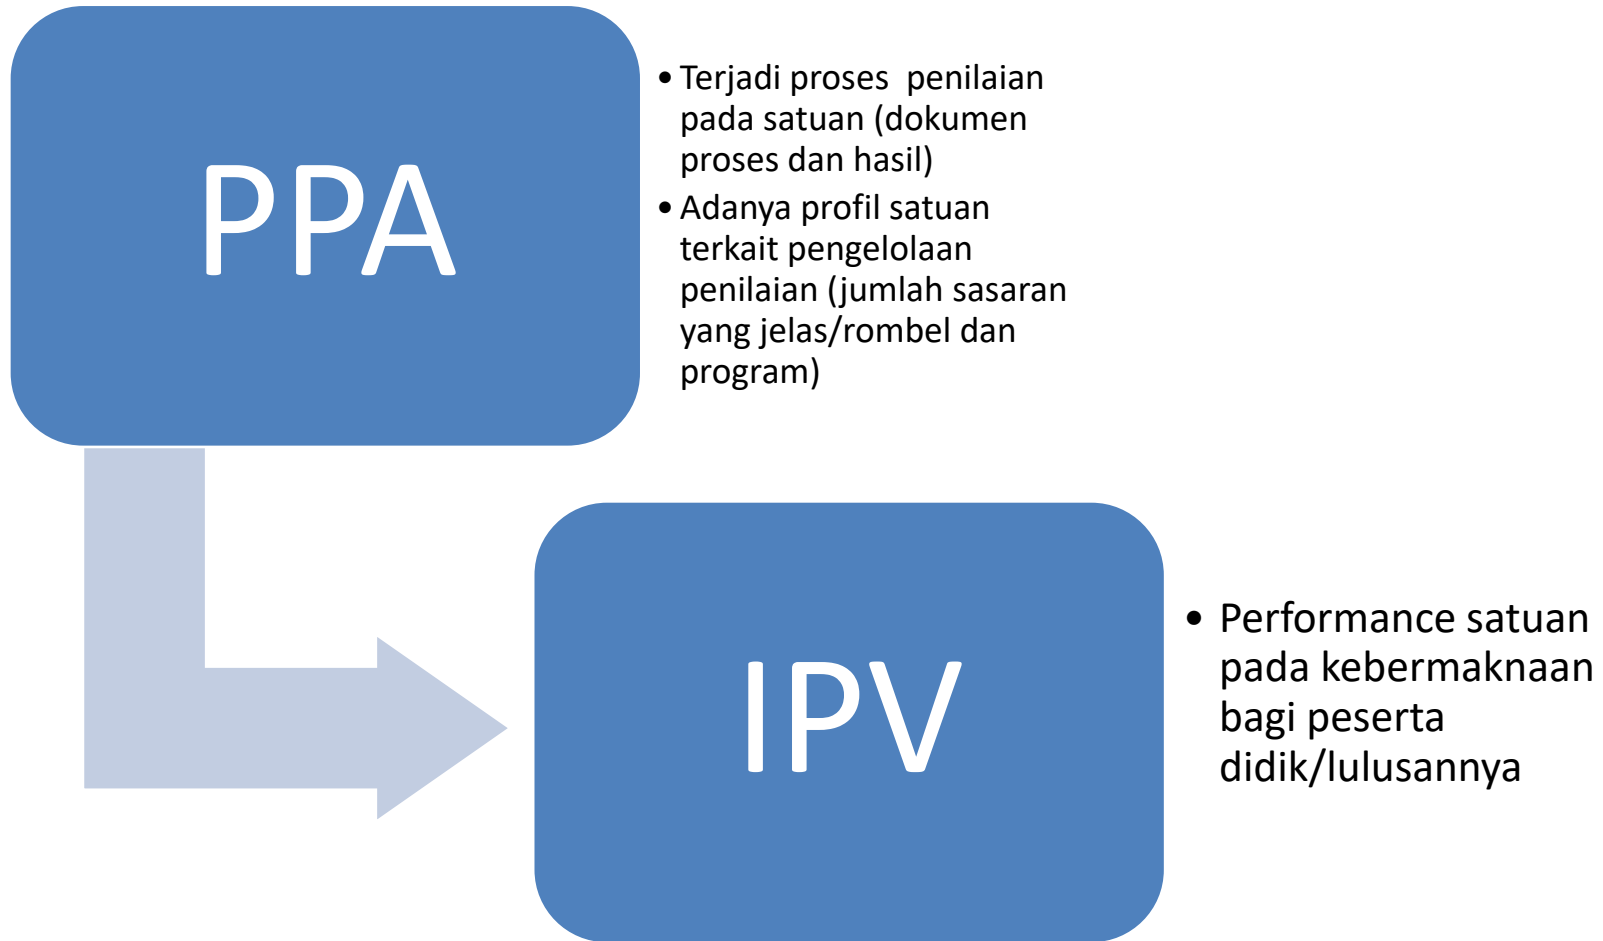 PPA
• Terjadi proses penilaian
pada satuan (dokumen
proses dan hasil)
• Adanya profil satuan
terkait pengelolaan
penilaian (jumlah sasaran
yang jelas/rombel dan
program)
IPV
• Performance satuan
pada kebermaknaan
bagi peserta
didik/lulusannya